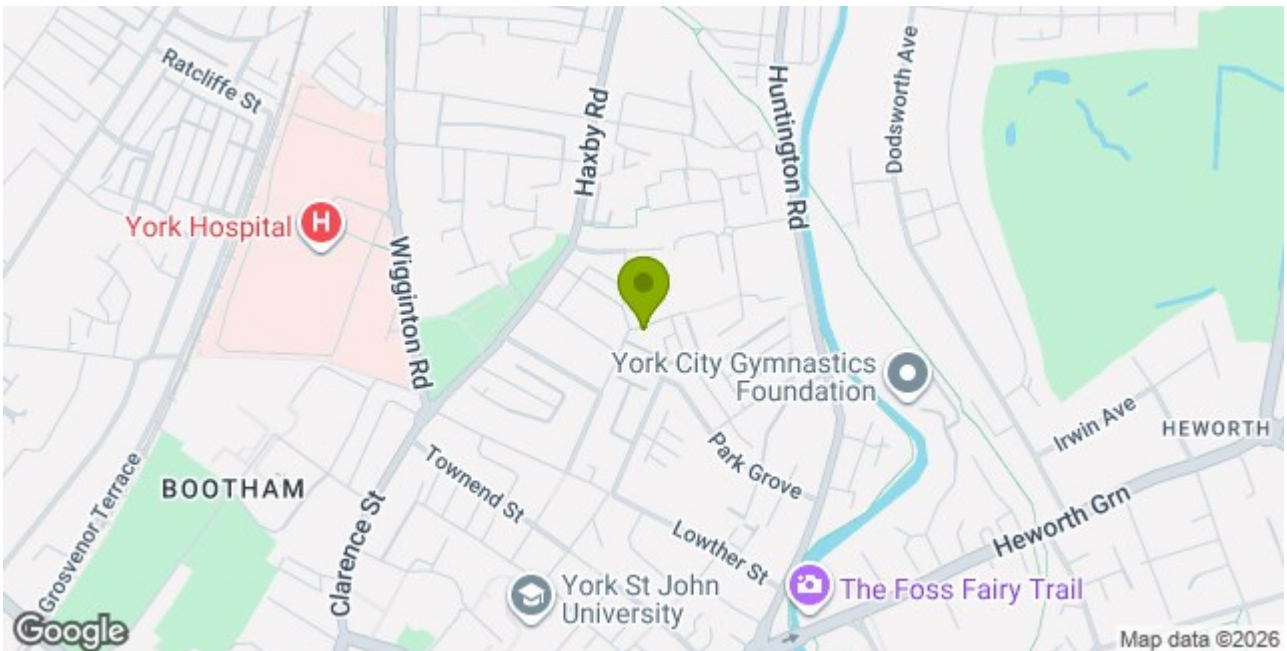 Ratcliffe St
Haxby Rd
Huntington Rd
Dodsworth Ave
York Hospital
H
Wigginton Rd
York City Gymnastics
Foundation
Irwin Ave
HEWORTH
Park Grove
Townend St
BOOTHAM
Grosvenor Terrace
Clarence St
Lowther St
Heworth Grn
York St John
University
The Foss Fairy Trail
Google
Map data ©2026